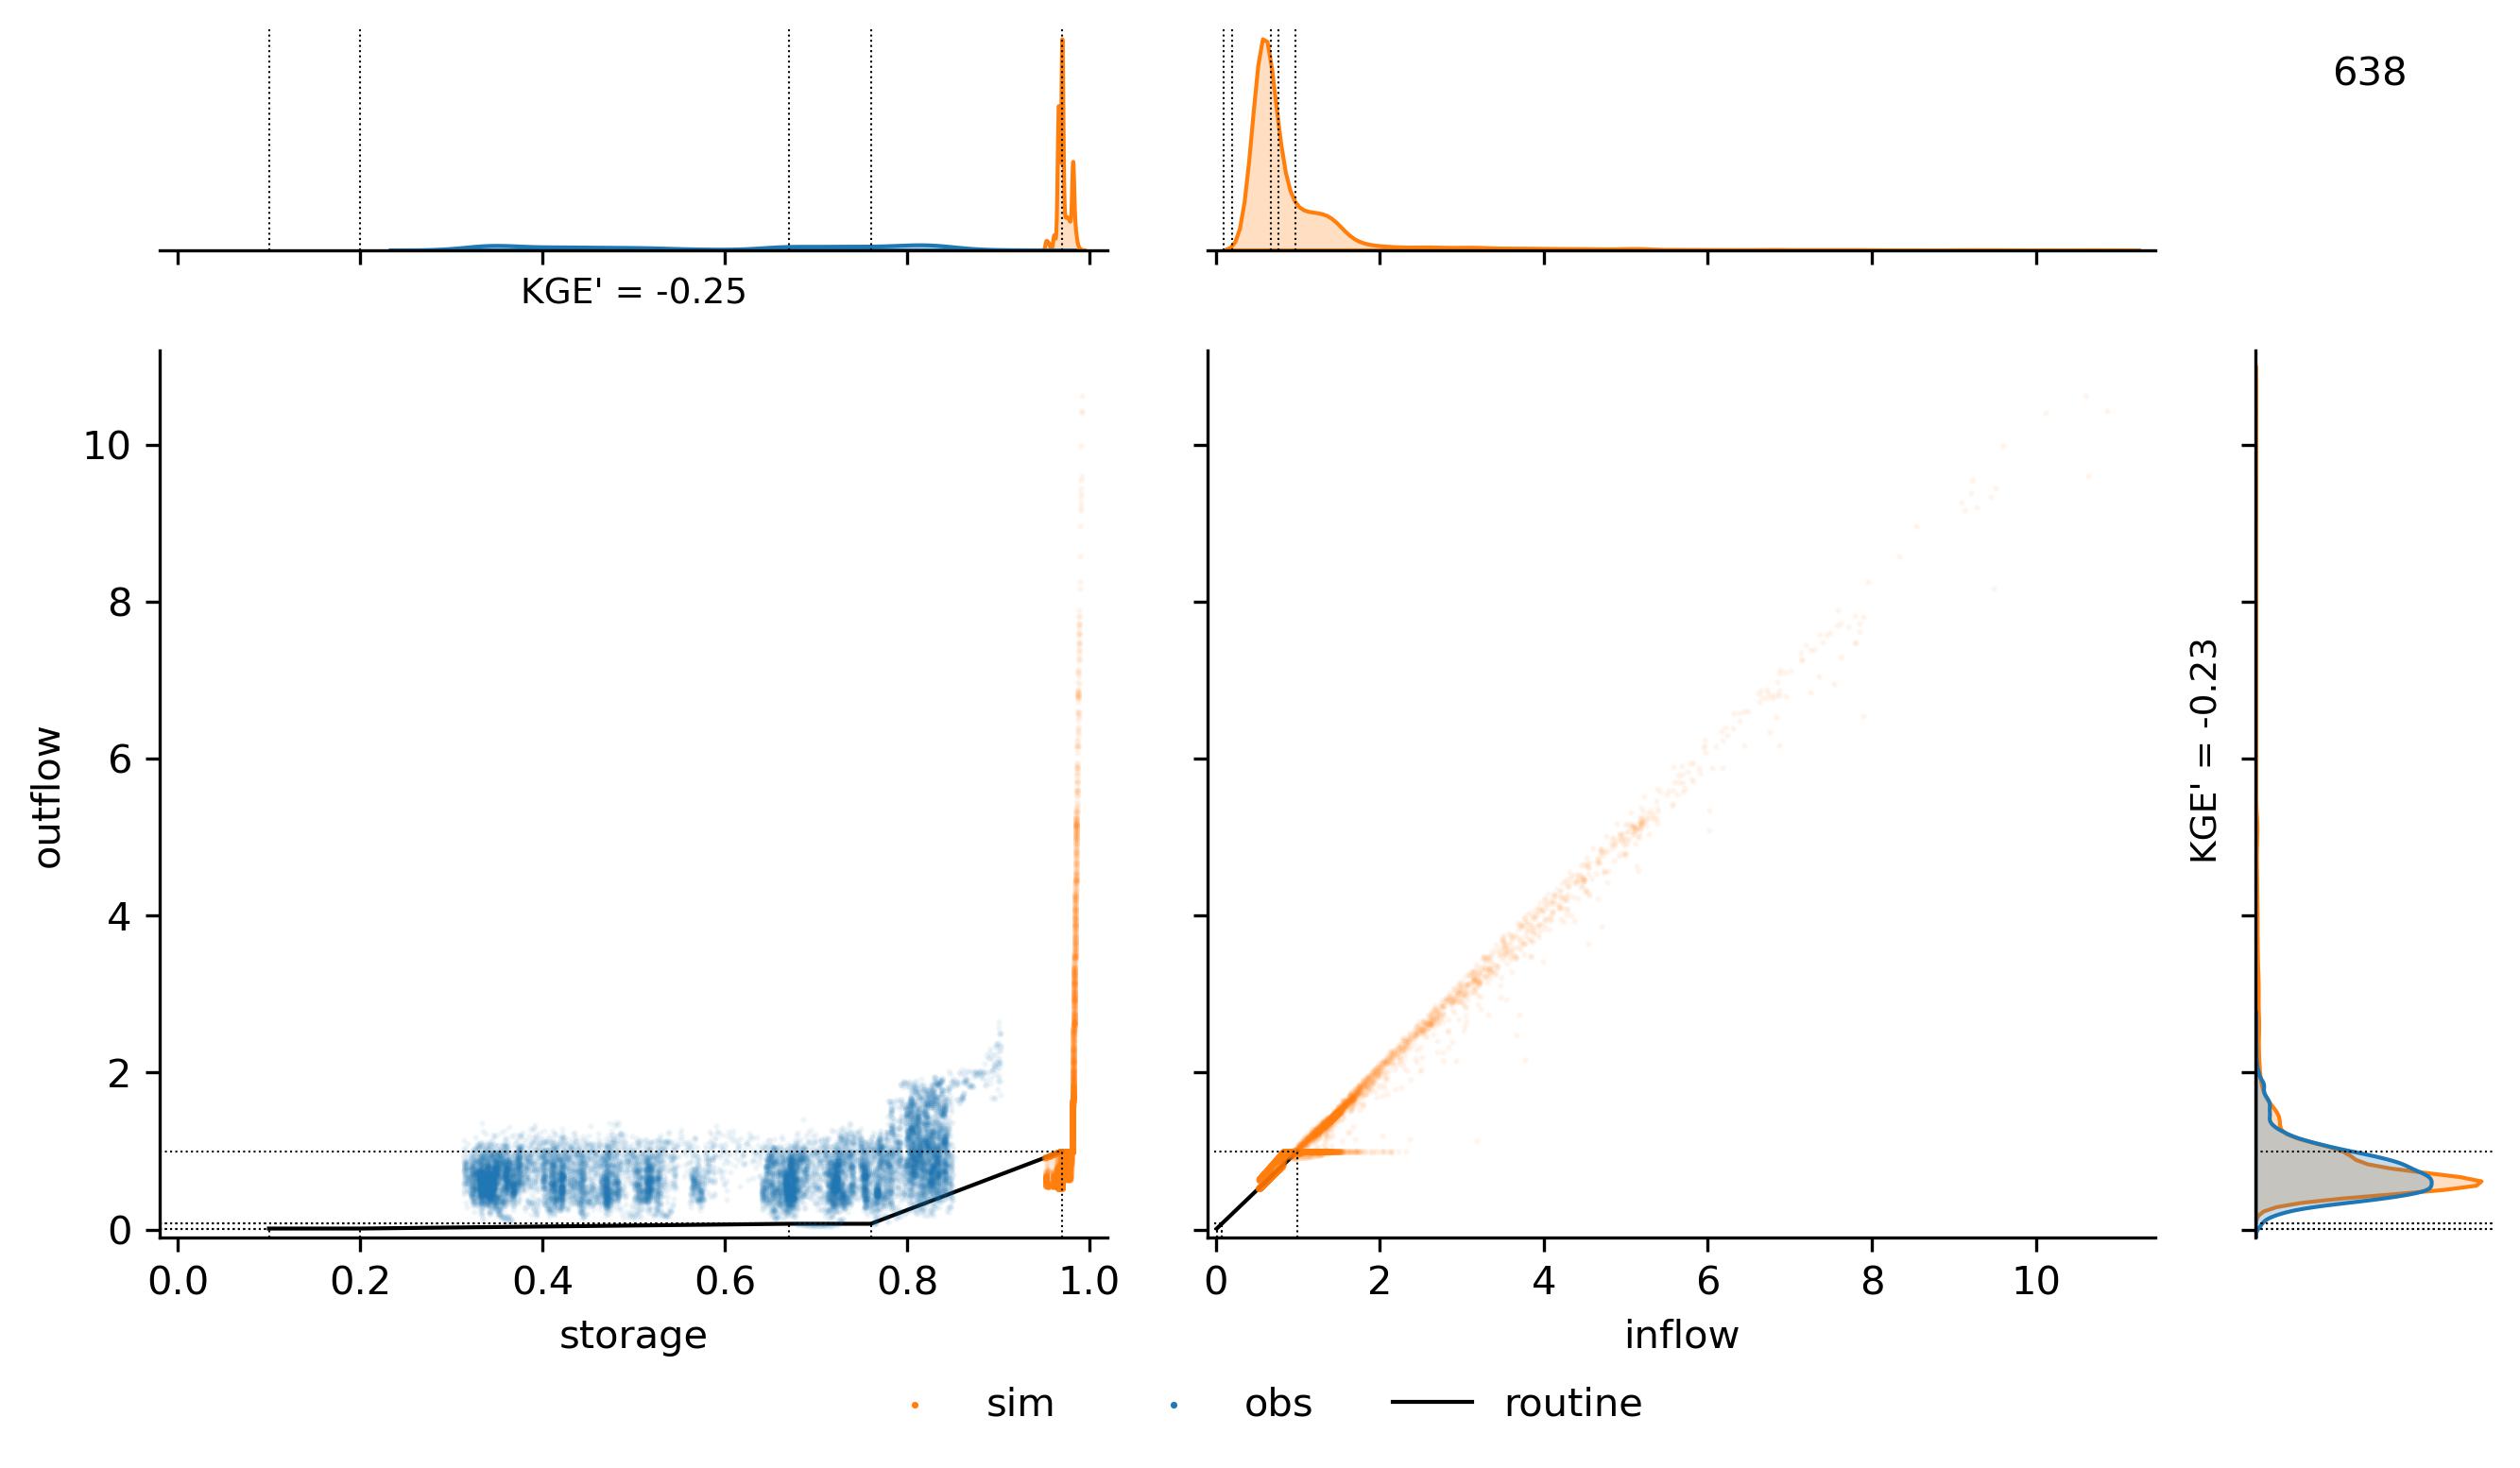 638
KGE' = -0.25
outflow
10
8
6
4
2
0
0.0 0.2 0.4 0.6 0.8 1.0
storage
0 2 4 6 8 10
inflow
KGE' = -0.23
sim obs routine